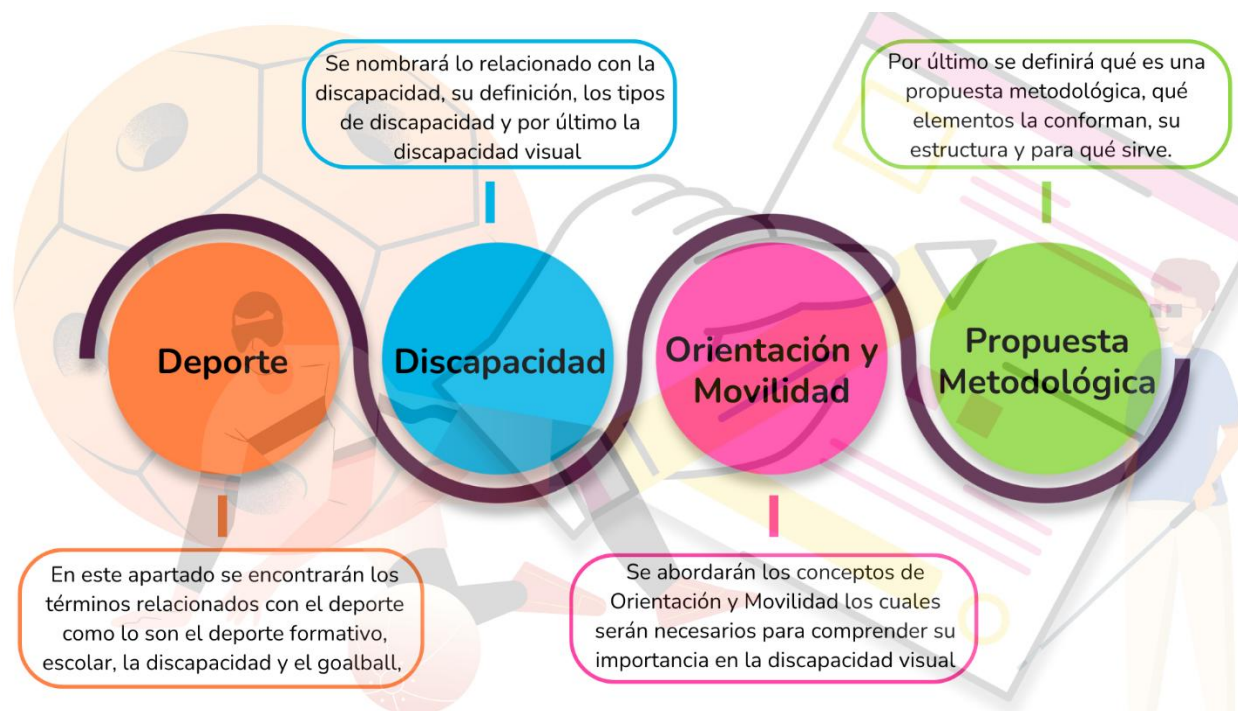 Se nombrará lo relacionado con la
discapacidad, su definición, los tipos
de discapacidad y por último la
discapacidad visual
Por último se definirá qué es una
propuesta metodológica, qué
elementos la conforman, su
estructura y para qué sirve.
Deporte
Discapacidad
Orientación y
Movilidad
Propuesta
Metodológica
En este apartado se encontrarán los
términos relacionados con el deporte
como lo son el deporte formativo,
escolar, la discapacidad y el goalball,
Se abordarán los conceptos de
Orientación y Movilidad los cuales
serán necesarios para comprender su
importancia en la discapacidad visual